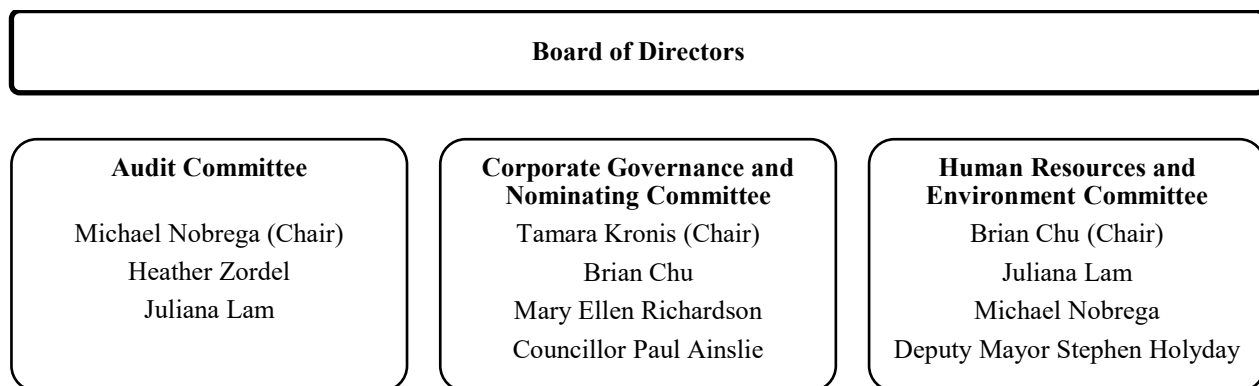 Board of Directors
Audit Committee
Michael Nobrega (Chair)
Heather Zordel
Juliana Lam
Corporate Governance and
Nominating Committee
Tamara Kronis (Chair)
Brian Chu
Mary Ellen Richardson
Councillor Paul Ainslie
Human Resources and
Environment Committee
Brian Chu (Chair)
Juliana Lam
Michael Nobrega
Deputy Mayor Stephen Holyday